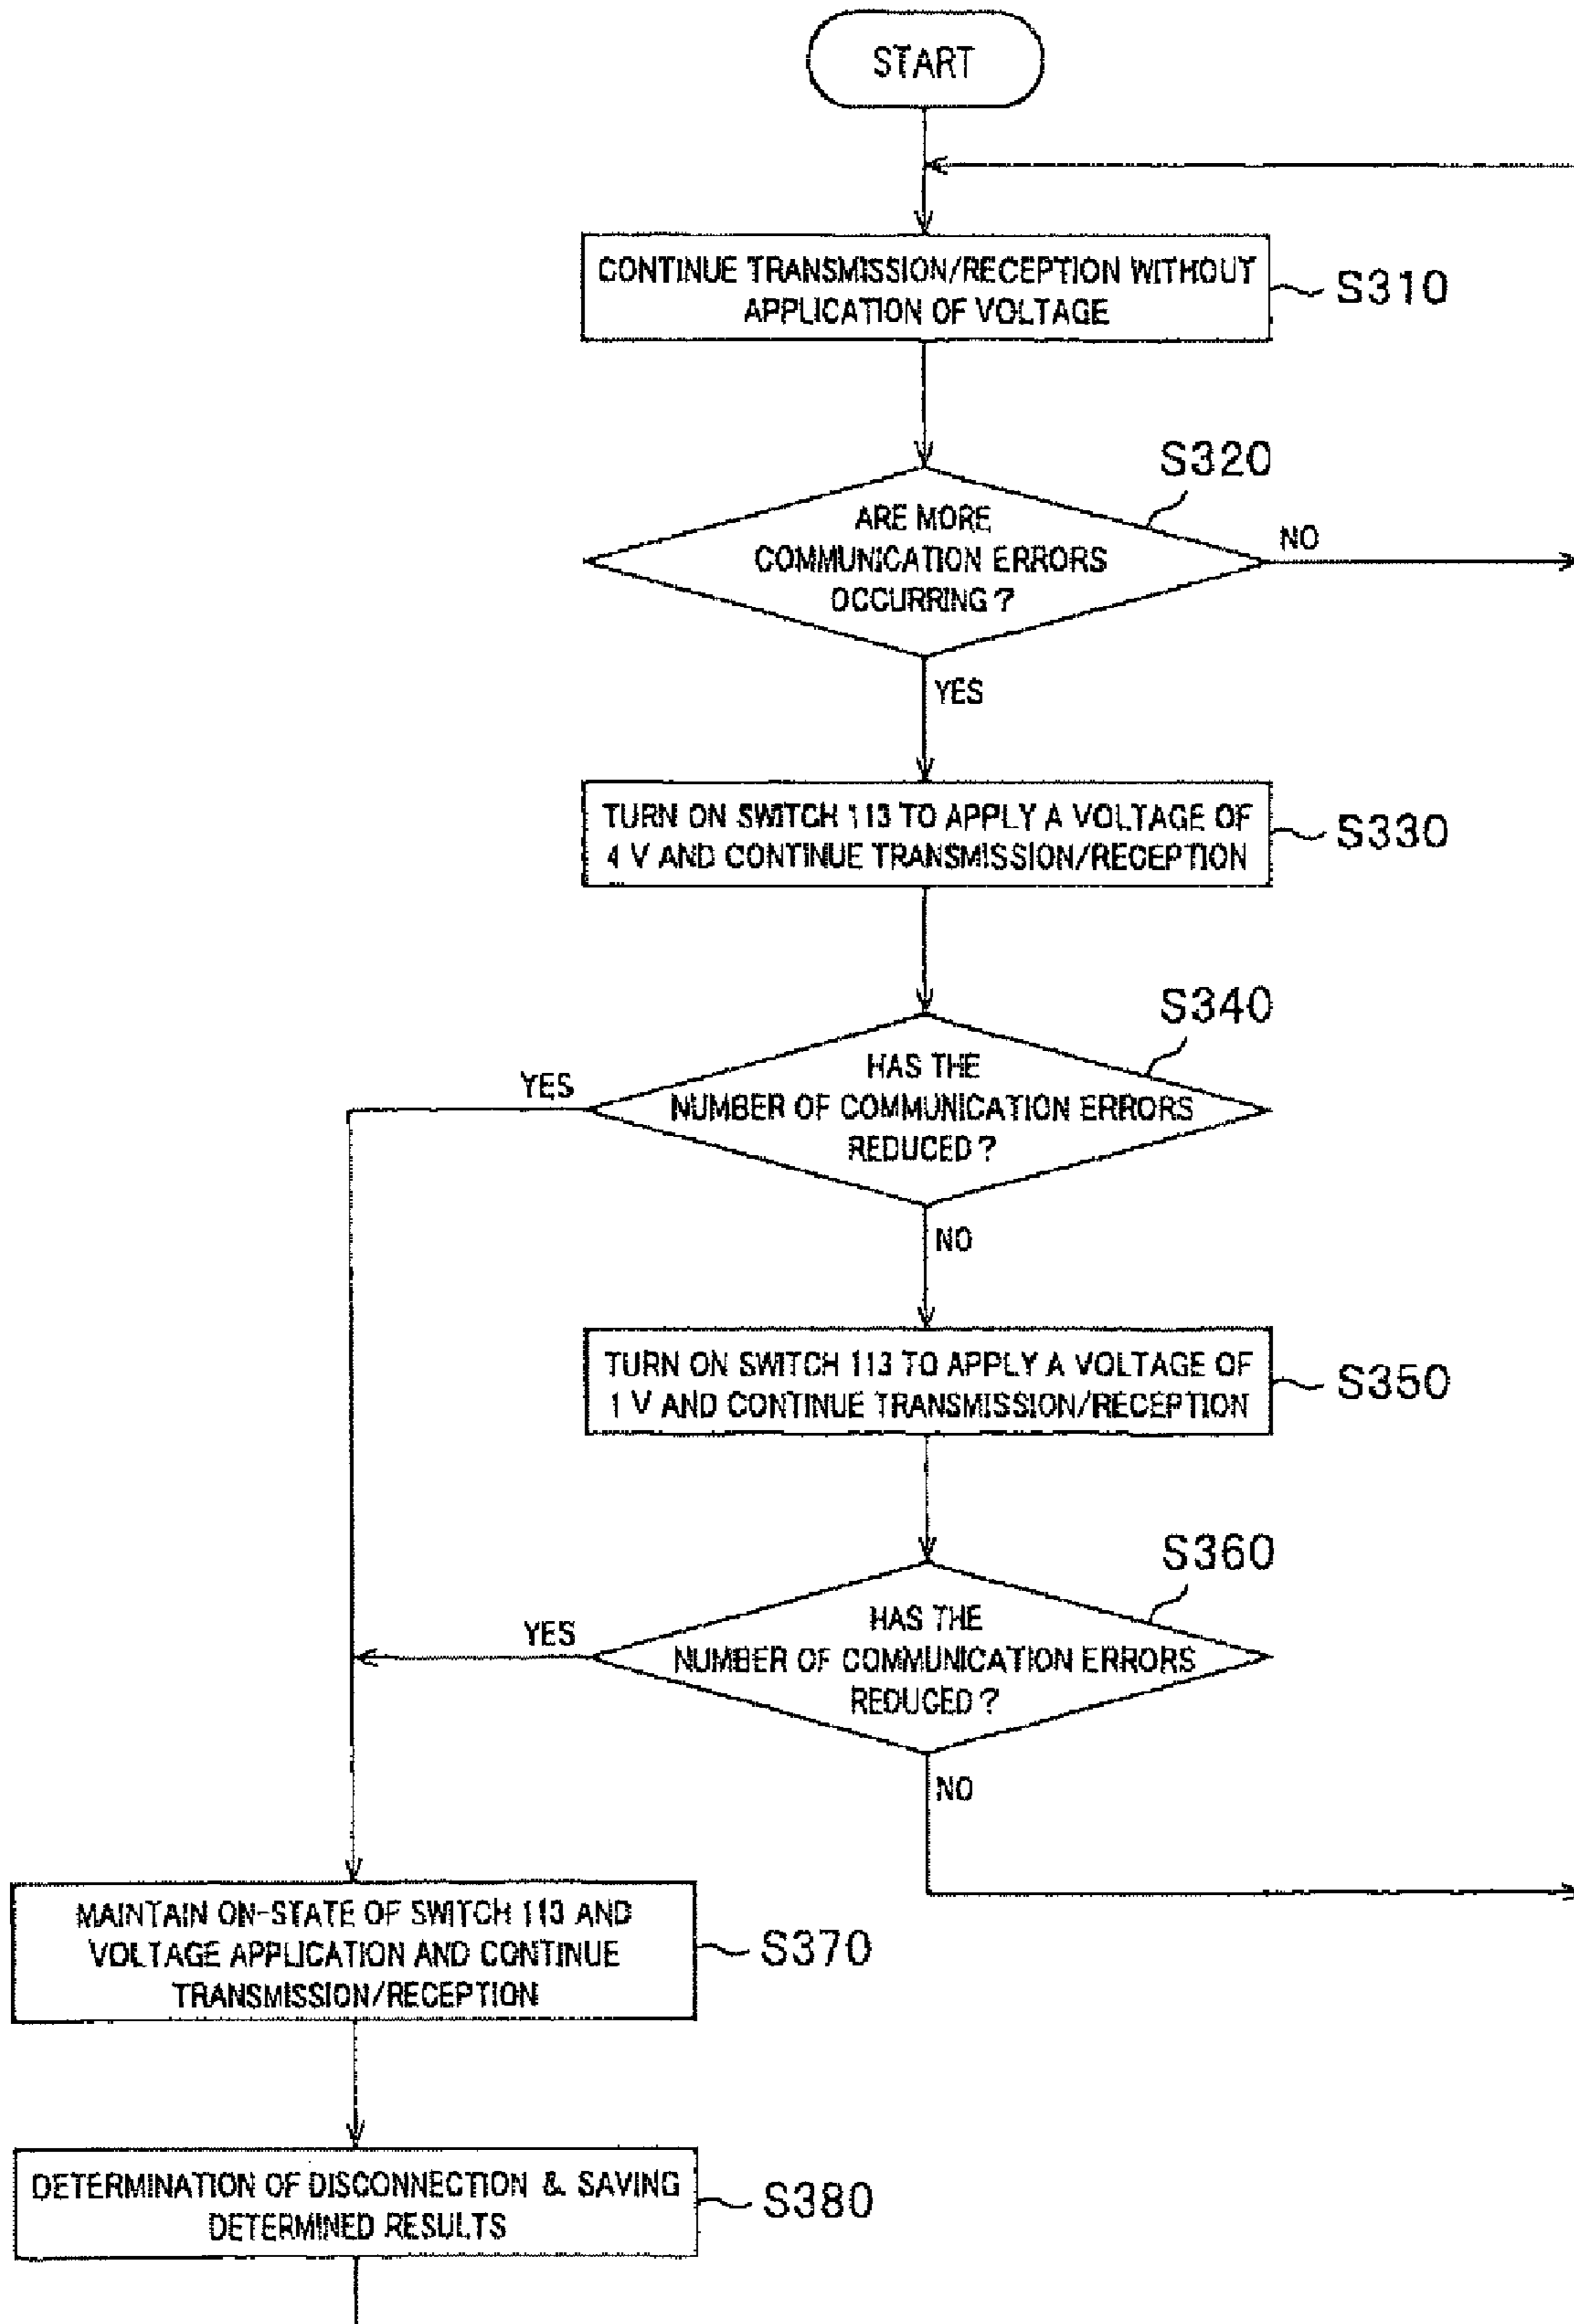 START
CONTINUE TRANSMISSION/RECEPTION WITHOUT
APPLICATION OF VOLTAGE
S310
S320
ARE MORE
COMMUNICATION ERRORS
OCCURRING ?
NO
YES
TURN ON SWITCH 113 TO APPLY A VOLTAGE OF
4 V AND CONTINUE TRANSMISSION/RECEPTION
S330
S340
HAS THE
NUMBER OF COMMUNICATION ERRORS
REDUCED ?
YES
NO
TURN ON SWITCH 113 TO APPLY A VOLTAGE OF
1 V AND CONTINUE TRANSMISSION/RECEPTION
S350
S360
HAS THE
NUMBER OF COMMUNICATION ERRORS
REDUCED ?
YES
NO
MAINTAIN ON-STATE OF SWITCH 113 AND
VOLTAGE APPLICATION AND CONTINUE
TRANSMISSION/RECEPTION
S370
DETERMINATION OF DISCONNECTION & SAVING
DETERMINED RESULTS
S380